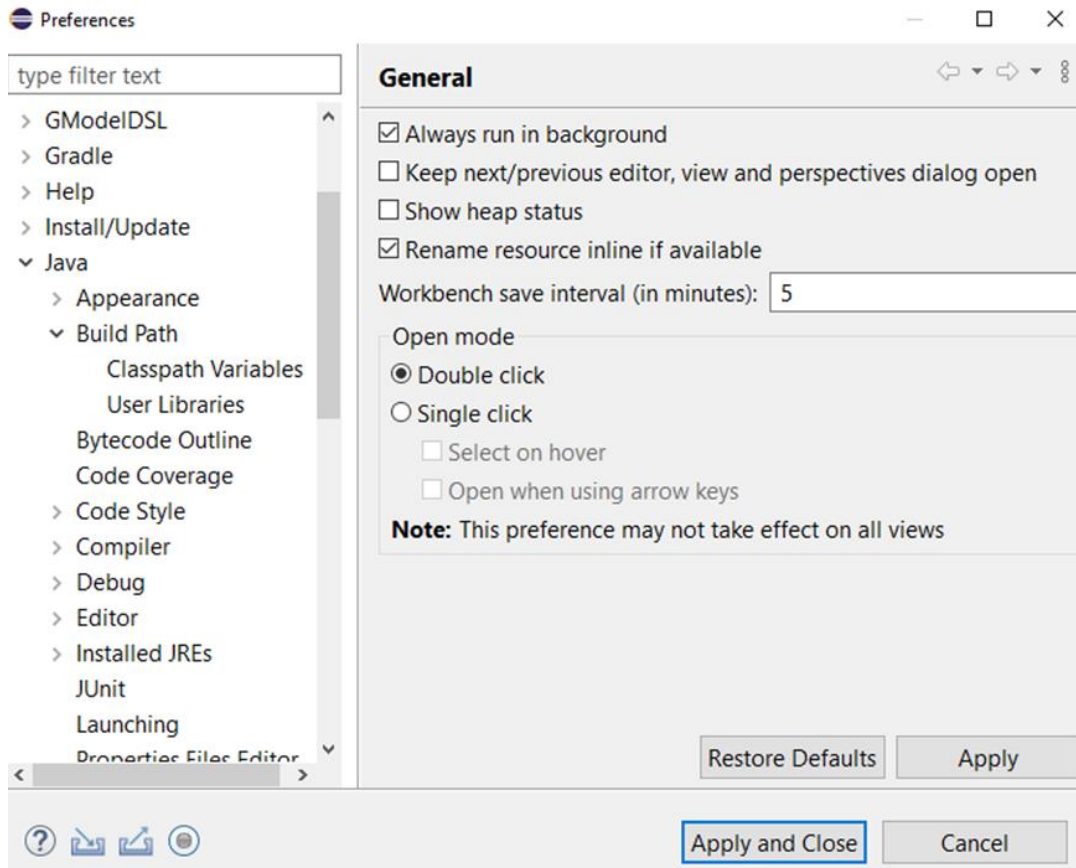 Preferences
type filter text
GModelDSL
Gradle
Help
Install/Update
Java
Appearance
Build Path
Classpath Variables
User Libraries
Bytecode Outline
Code Coverage
Code Style
Compiler
Debug
Editor
Installed JREs
JUnit
Launching
Properties Files Editor
General
Always run in background
Keep next/previous editor, view and perspectives dialog open
Show heap status
Rename resource inline if available
Workbench save interval (in minutes): 5
Open mode
Double click
Single click
Select on hover
Open when using arrow keys
Note: This preference may not take effect on all views
Restore Defaults Apply
Apply and Close Cancel